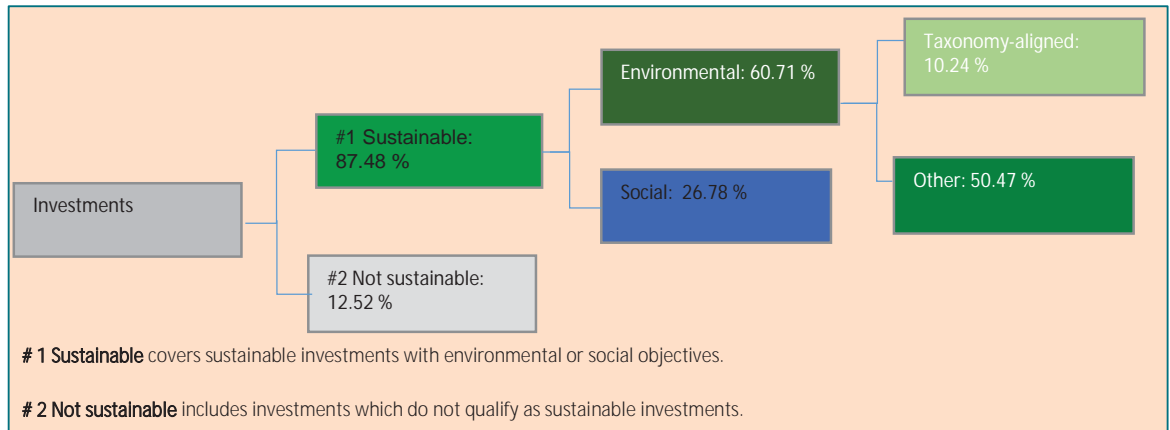 Investments
#1 Sustainable:
87.48 %
#2 Not sustainable:
12.52 %
Environmental: 60.71 %
Social: 26.78 %
Taxonomy-aligned:
10.24 %
Other: 50.47 %
# 1 Sustainable covers sustainable investments with environmental or social objectives.
# 2 Not sustainable includes investments which do not qualify as sustainable investments.